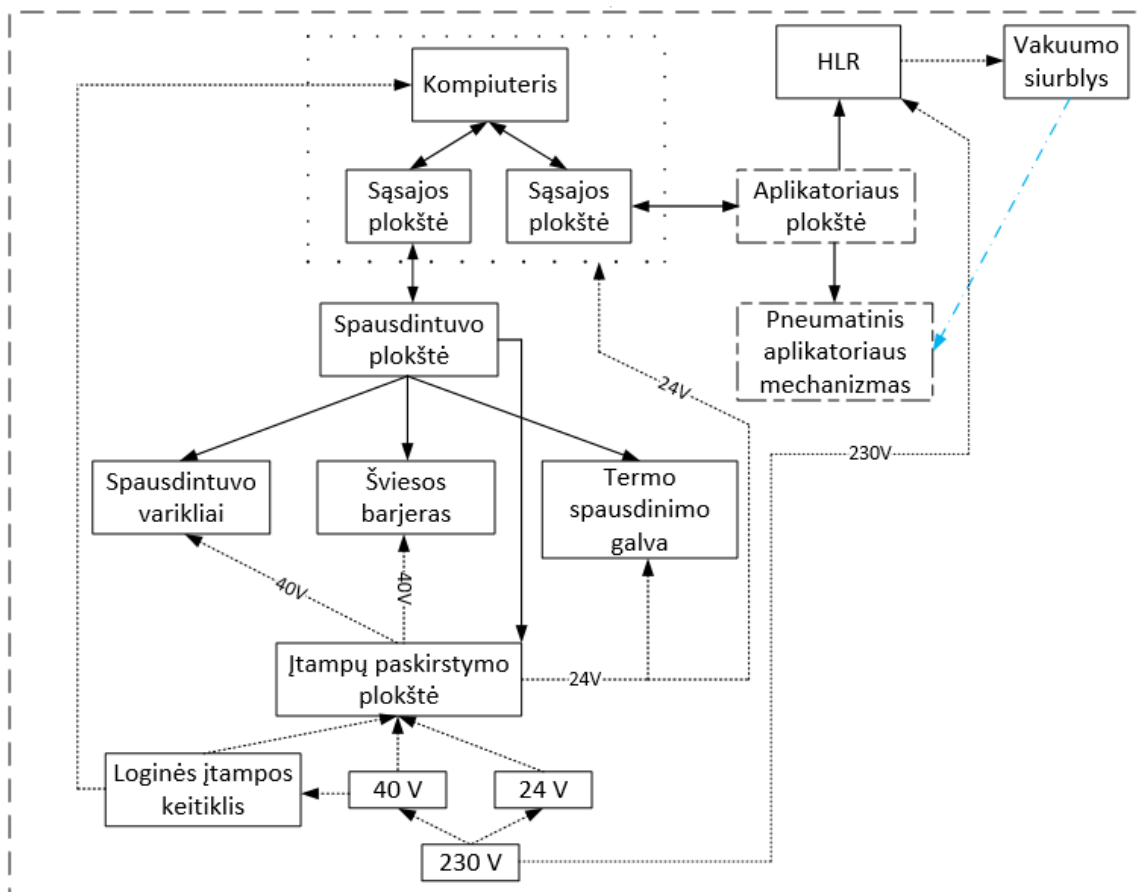 Kompiuteris
HLR
Vakuumo
siurblys
Sąsajos
plokštė
Sąsajos
plokštė
Aplikatoriaus
plokštė
Spausdintuvo
plokštė
Pneumatinis
aplikatoriaus
mechanizmas
24V
230V
Spausdintuvo
varikliai
Šviesos
barjeras
Termo
spausdinimo
galva
40V
40V
Įtampų paskirstymo
plokštė
24V
Loginės įtampos
keitiklis
40 V
24 V
230 V